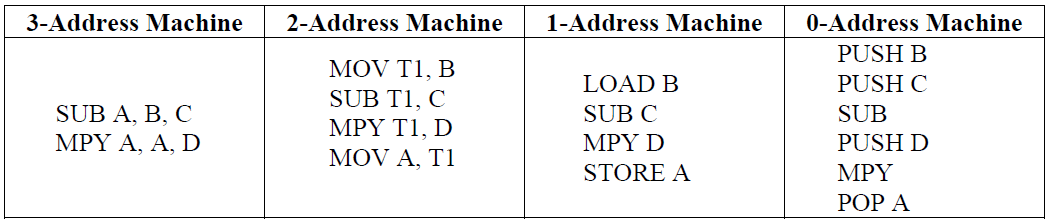 3-Address Machine 2-Address Machine 1-Address Machine 0-Address Machine
SUB A, B, C
MPY A, A, D
MOV T1, B
SUB T1, C
MPY T1, D
MOV A, T1
LOAD B
SUB C
MPY D
STORE A
PUSH B
PUSH C
SUB
PUSH D
MPY
POP A